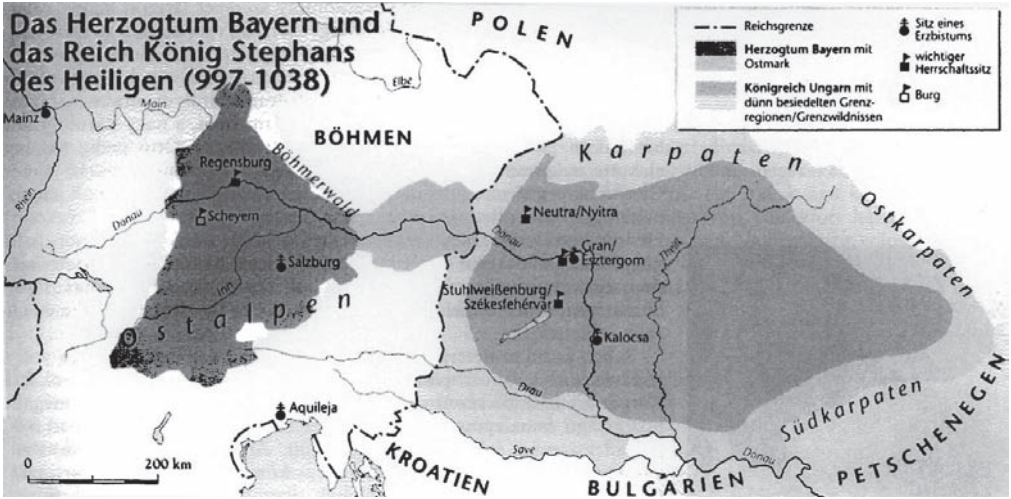 Das Herzogtum Bayern und
das Reich König Stephans
des Heiligen (997-1038)
Reichsgrenze
Herzogtum Bayern mit
Ostmark
Königreich Ungarn mit
dünn besiedelten Grenz-
regionen/Grenzwildnissen
Sitz eines
Erzbistums
wichtiger
Herrschaftssitz
Burg
POLEN
Elbe
Main
Mainz
BÖHMEN
Karpaten
Rhein
Regensburg
Böhmerwald
Ostkarpaten
Donau
Scheyern
Neutra/Nyitra
Donau
Gran/
Esztergom
Theiß
Salzburg
Inn
Stuhlweißenburg/
Székesfehérvár
Ostalpen
Kalocsa
Drau
Südkarpaten
Aquileja
PETSCHENEGEN
KROATIEN
Save
BULGARIEN
Donau
0
200 km